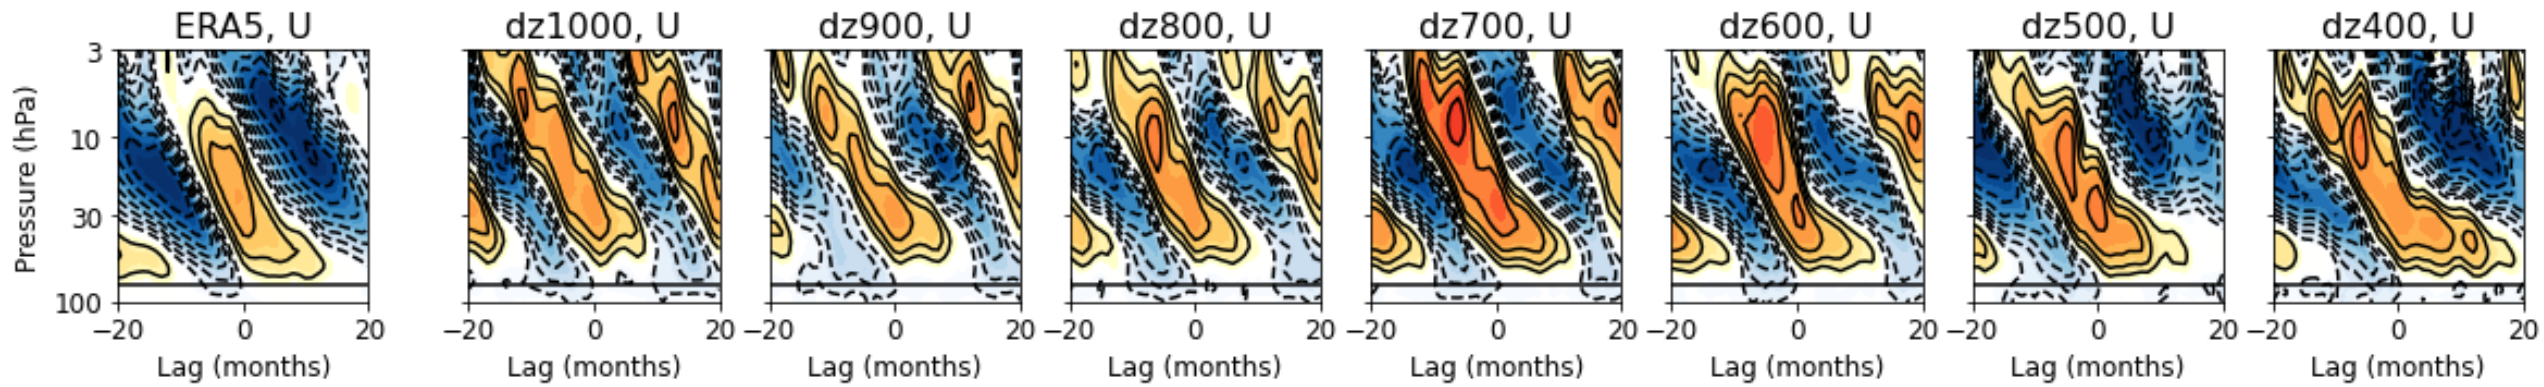 ERA5, U dz1000, U dz900, U dz800, U dz700, U dz600, U dz500, U dz400, U
Pressure (hPa)
3
10
30
100
−20 0 20 −20 0 20 −20 0 20 −20 0 20 −20 0 20 −20 0 20 −20 0 20 −20 0 20
Lag (months) Lag (months) Lag (months) Lag (months) Lag (months) Lag (months) Lag (months) Lag (months)